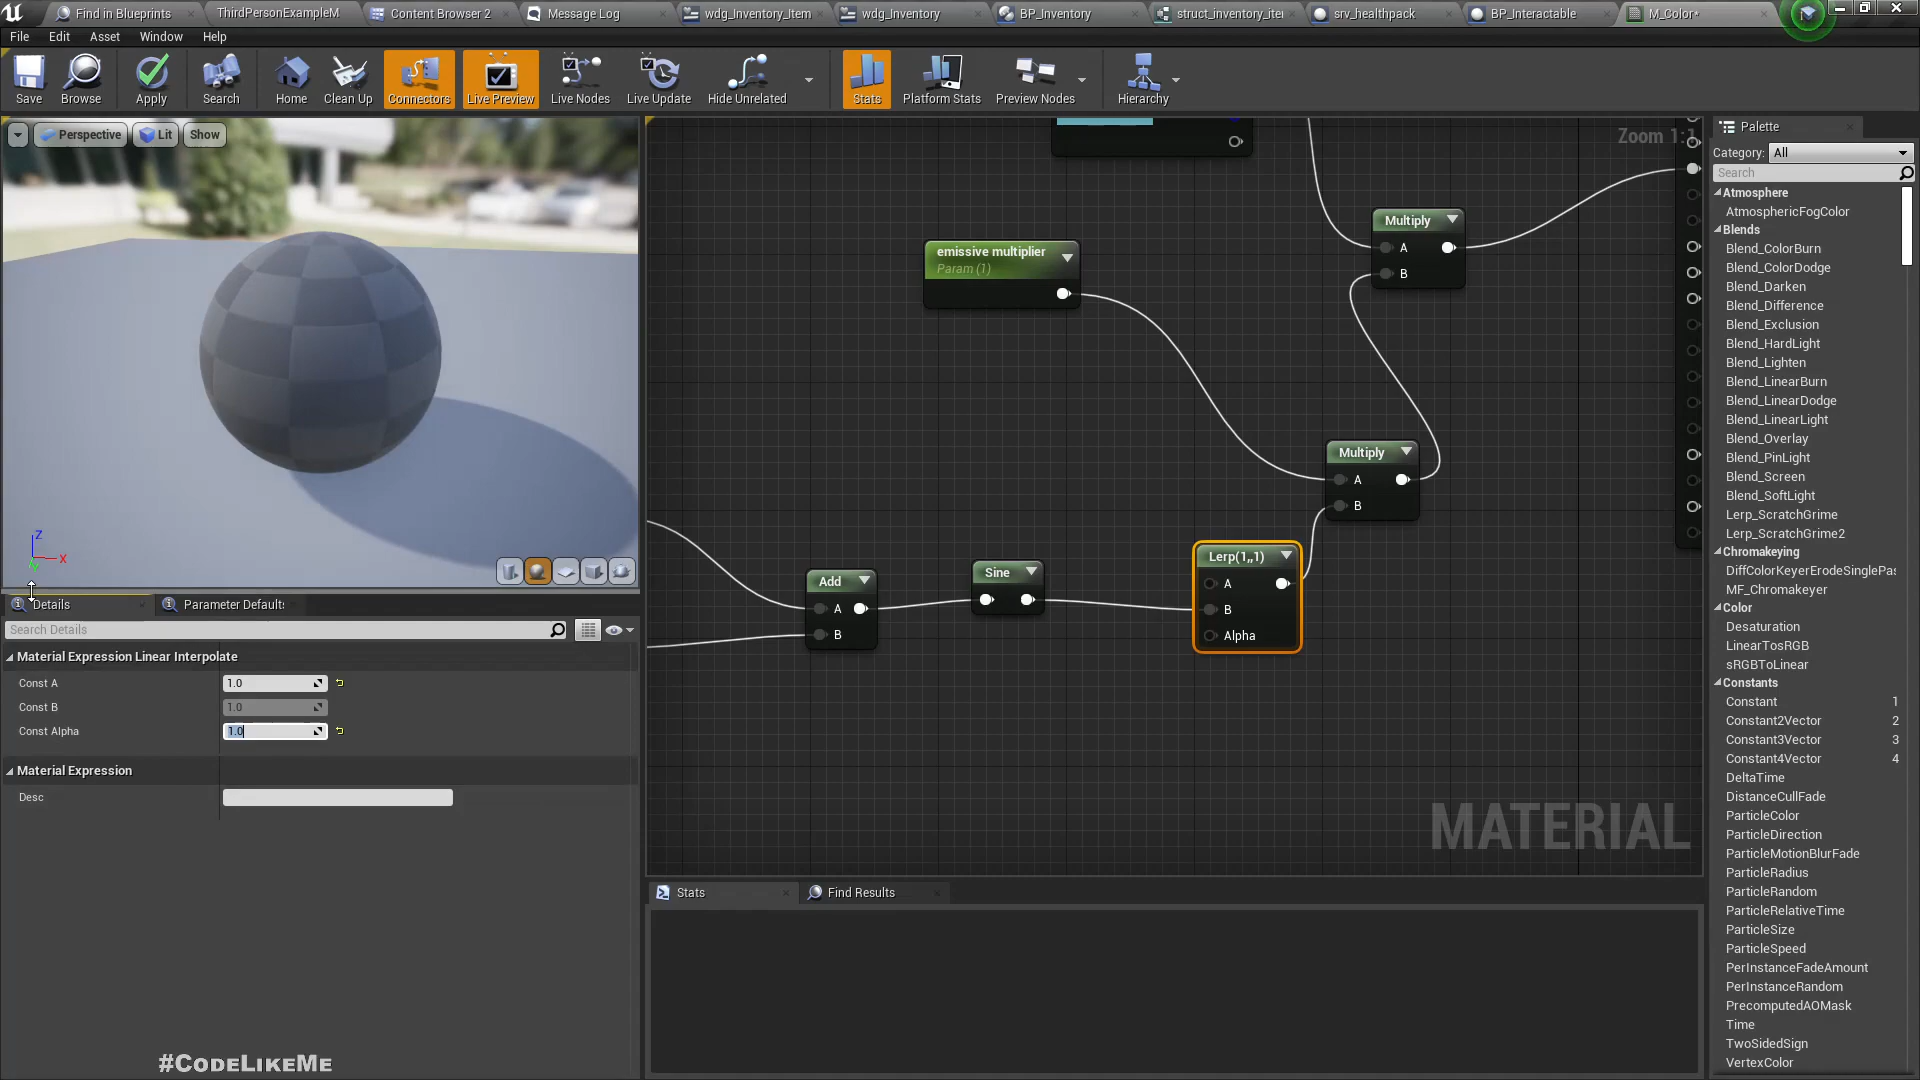 Find in Blueprints
ThirdPersonExampleM
Content Browser 2
Message Log
wdg_Inventory_Item
wdg_Inventory
BP_Inventory
struct_inventory_ite
srv_healthpack
BP_Interactable
M_Color*
File
Edit
Asset
Window
Help
Save
Browse
Apply
Search
Home
Clean Up
Connectors
Live Preview
Live Nodes
Live Update
Hide Unrelated
Stats
Platform Stats
Preview Nodes
Hierarchy
Perspective
Lit
Show
Zoom 1:1
Multiply
A
B
emissive multiplier
Param (1)
Multiply
A
B
Lerp(1,,1)
A
B
Alpha
Add
A
B
Sine
MATERIAL
Z
X
Y
Details
Parameter Default:
Search Details
Material Expression Linear Interpolate
Const A
1.0
Const B
1.0
Const Alpha
1.0
Material Expression
Desc
Stats
Find Results
#CodeLikeMe
Palette
Category:
All
Search
Atmosphere
AtmosphericFogColor
Blends
Blend_ColorBurn
Blend_ColorDodge
Blend_Darken
Blend_Difference
Blend_Exclusion
Blend_HardLight
Blend_Lighten
Blend_LinearBurn
Blend_LinearDodge
Blend_LinearLight
Blend_Overlay
Blend_PinLight
Blend_Screen
Blend_SoftLight
Lerp_ScratchGrime
Lerp_ScratchGrime2
Chromakeying
DiffColorKeyerErodeSinglePas
MF_Chromakeyer
Color
Desaturation
LinearTosRGB
sRGBToLinear
Constants
Constant 1
Constant2Vector 2
Constant3Vector 3
Constant4Vector 4
DeltaTime
DistanceCullFade
ParticleColor
ParticleDirection
ParticleMotionBlurFade
ParticleRadius
ParticleRandom
ParticleRelativeTime
ParticleSize
ParticleSpeed
PerInstanceFadeAmount
PerInstanceRandom
PrecomputedAOMask
Time
TwoSidedSign
VertexColor